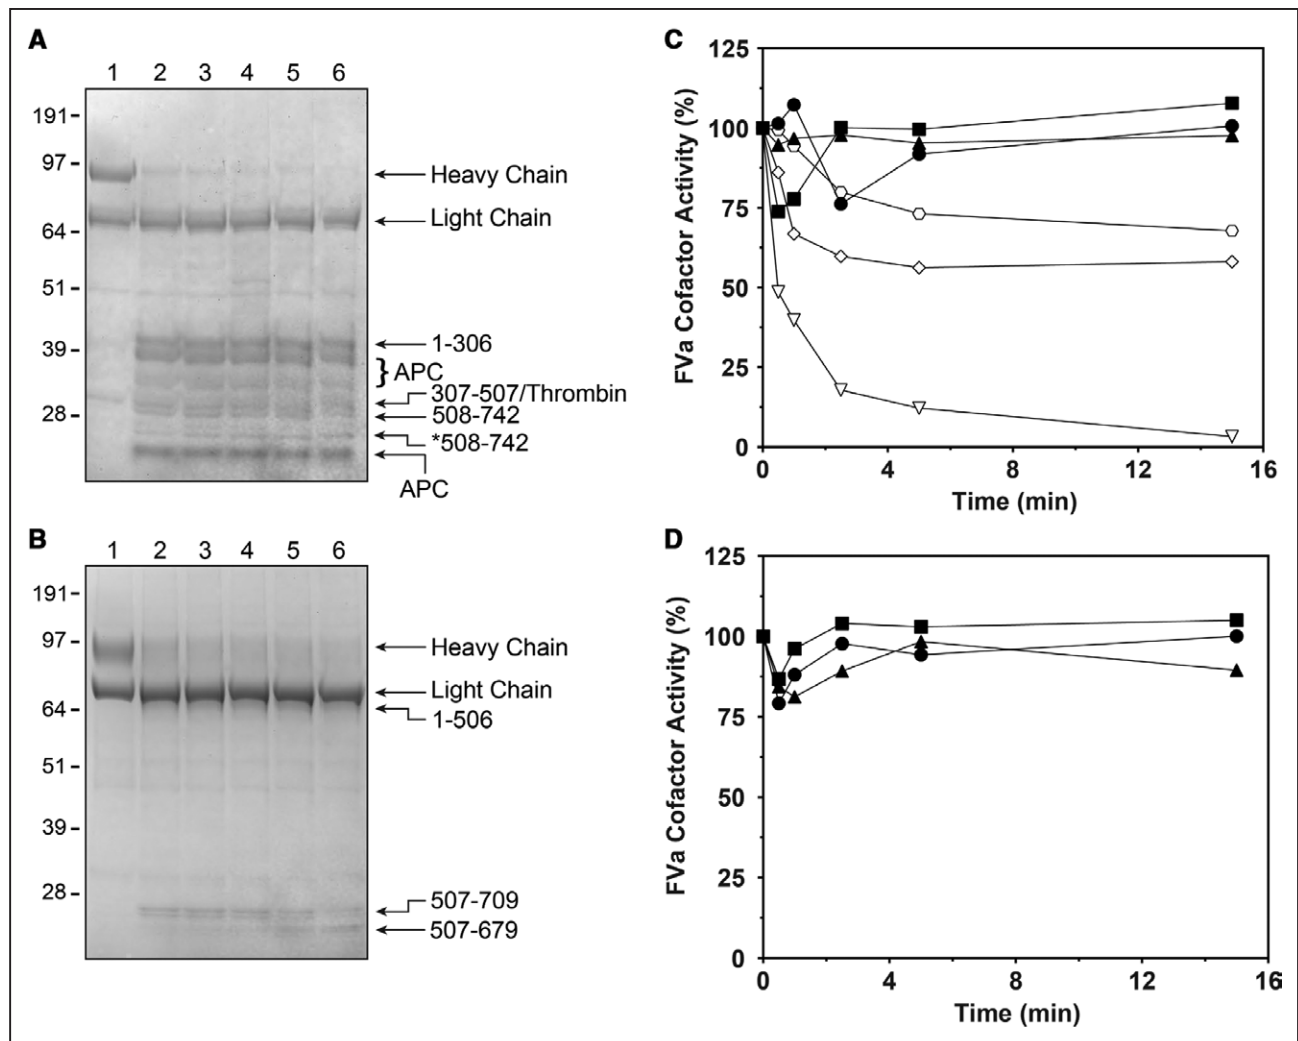 A
1 2 3 4 5 6
191
97
64
51
39
28
Heavy Chain
Light Chain
1-306
} APC
307-507/Thrombin
508-742
*508-742
APC
B
1 2 3 4 5 6
191
97
64
51
39
28
Heavy Chain
Light Chain
1-506
507-709
507-679
C
FVa Cofactor Activity (%)
125
100
75
50
25
0
0 4 8 12 16
Time (min)
D
FVa Cofactor Activity (%)
125
100
75
50
25
0
0 4 8 12 16
Time (min)